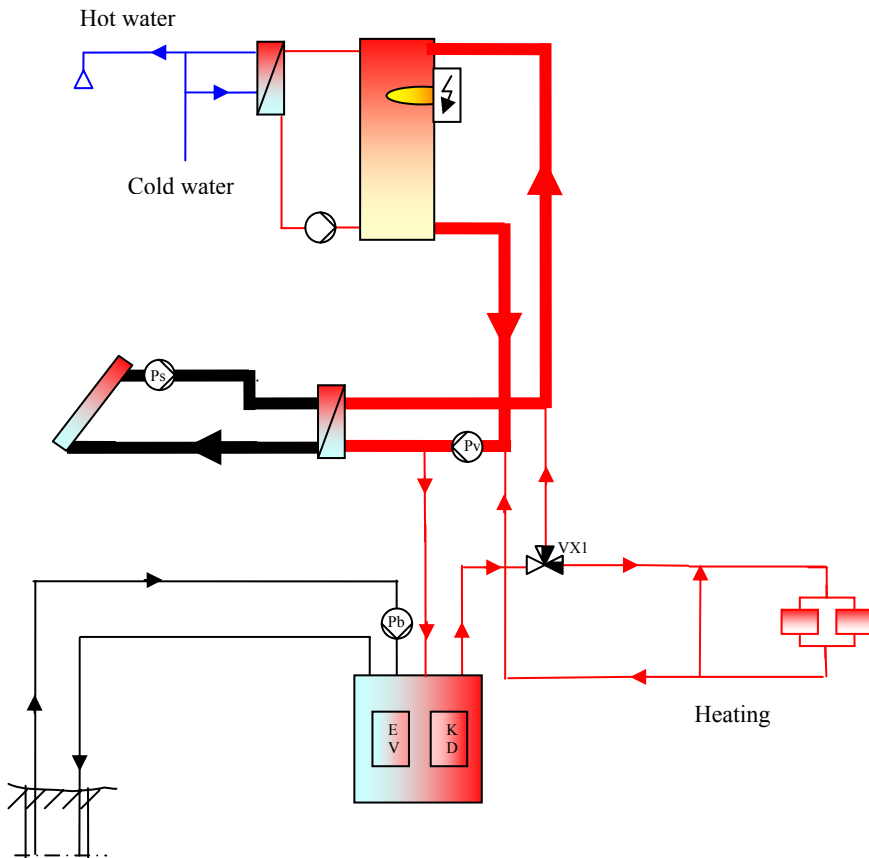 Hot water
Cold water
Ps
Pv
VX1
Pb
E
V
K
D
Heating